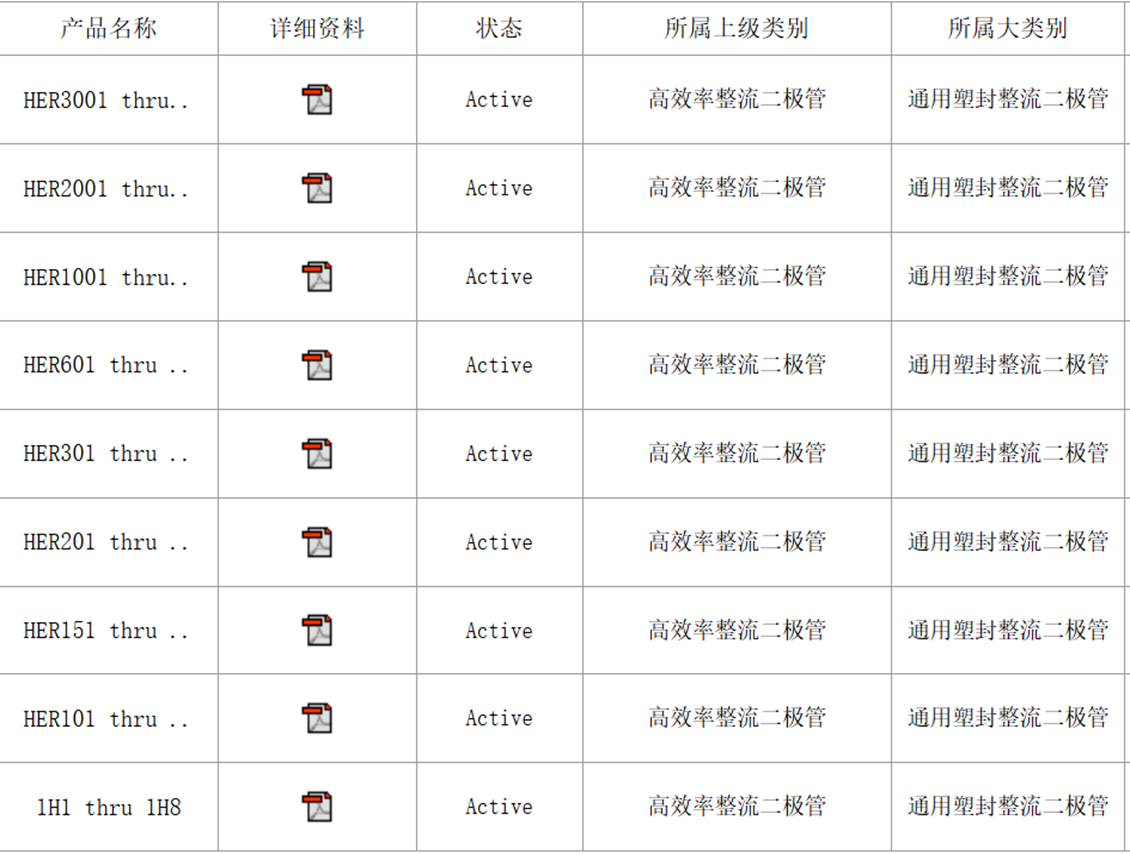 产品名称 详细资料 状态 所属上级类别 所属大类别
HER3001 thru.. Active 高效率整流二极管 通用塑封整流二极管
HER2001 thru.. Active 高效率整流二极管 通用塑封整流二极管
HER1001 thru.. Active 高效率整流二极管 通用塑封整流二极管
HER601 thru .. Active 高效率整流二极管 通用塑封整流二极管
HER301 thru .. Active 高效率整流二极管 通用塑封整流二极管
HER201 thru .. Active 高效率整流二极管 通用塑封整流二极管
HER151 thru .. Active 高效率整流二极管 通用塑封整流二极管
HER101 thru .. Active 高效率整流二极管 通用塑封整流二极管
1H1 thru 1H8 Active 高效率整流二极管 通用塑封整流二极管